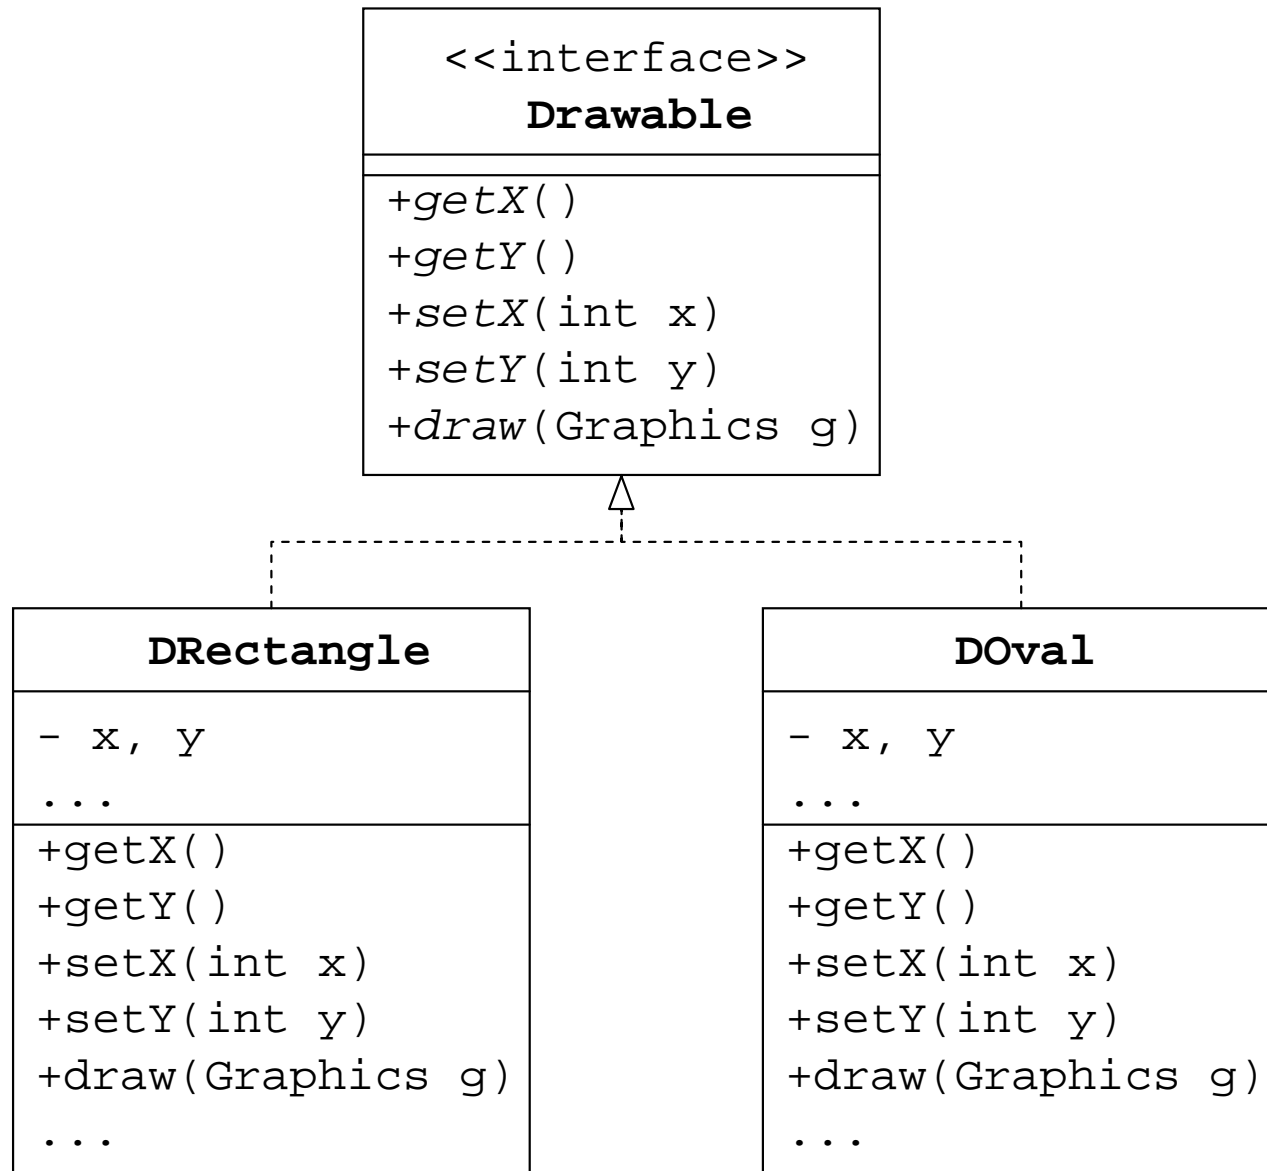 <<interface>>
Drawable
+getX()
+getY()
+setX(int x)
+setY(int y)
+draw(Graphics g)
DRectangle
- x, y
...
+getX()
+getY()
+setX(int x)
+setY(int y)
+draw(Graphics g)
...
DOval
- x, y
...
+getX()
+getY()
+setX(int x)
+setY(int y)
+draw(Graphics g)
...